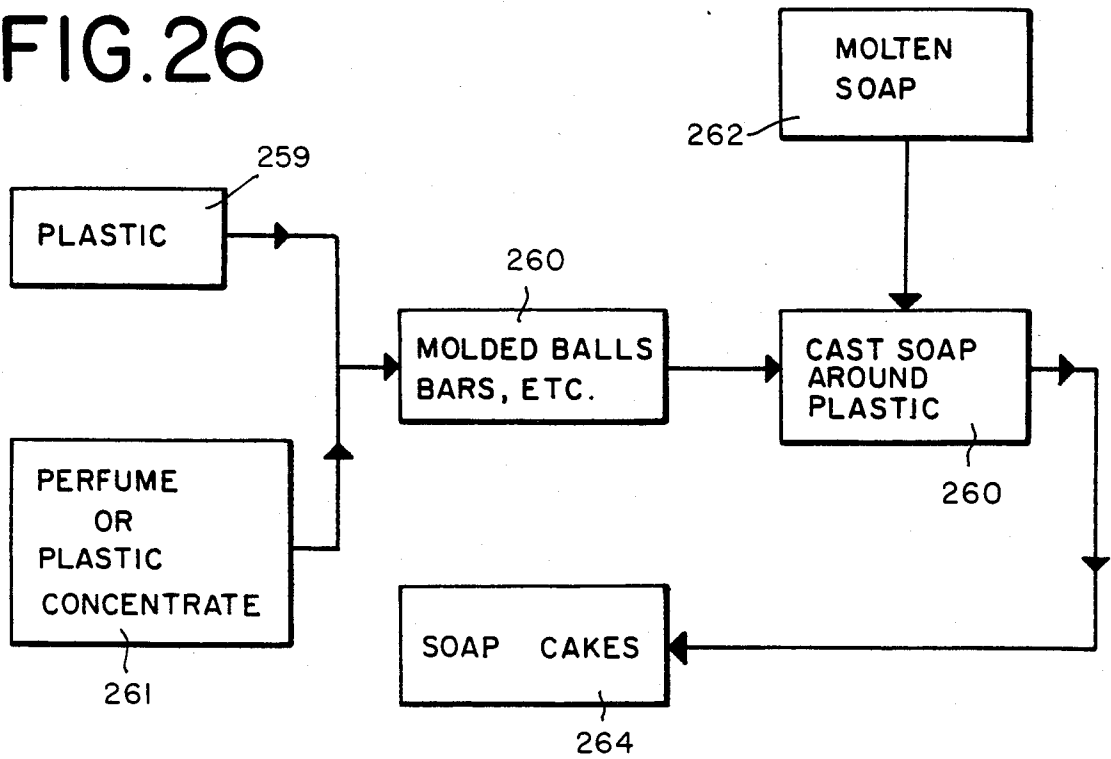 FIG.26
MOLTEN
SOAP
262
259
PLASTIC
260
MOLDED BALLS
BARS, ETC.
CAST SOAP
AROUND
PLASTIC
260
PERFUME
OR
PLASTIC
CONCENTRATE
261
SOAP CAKES
264